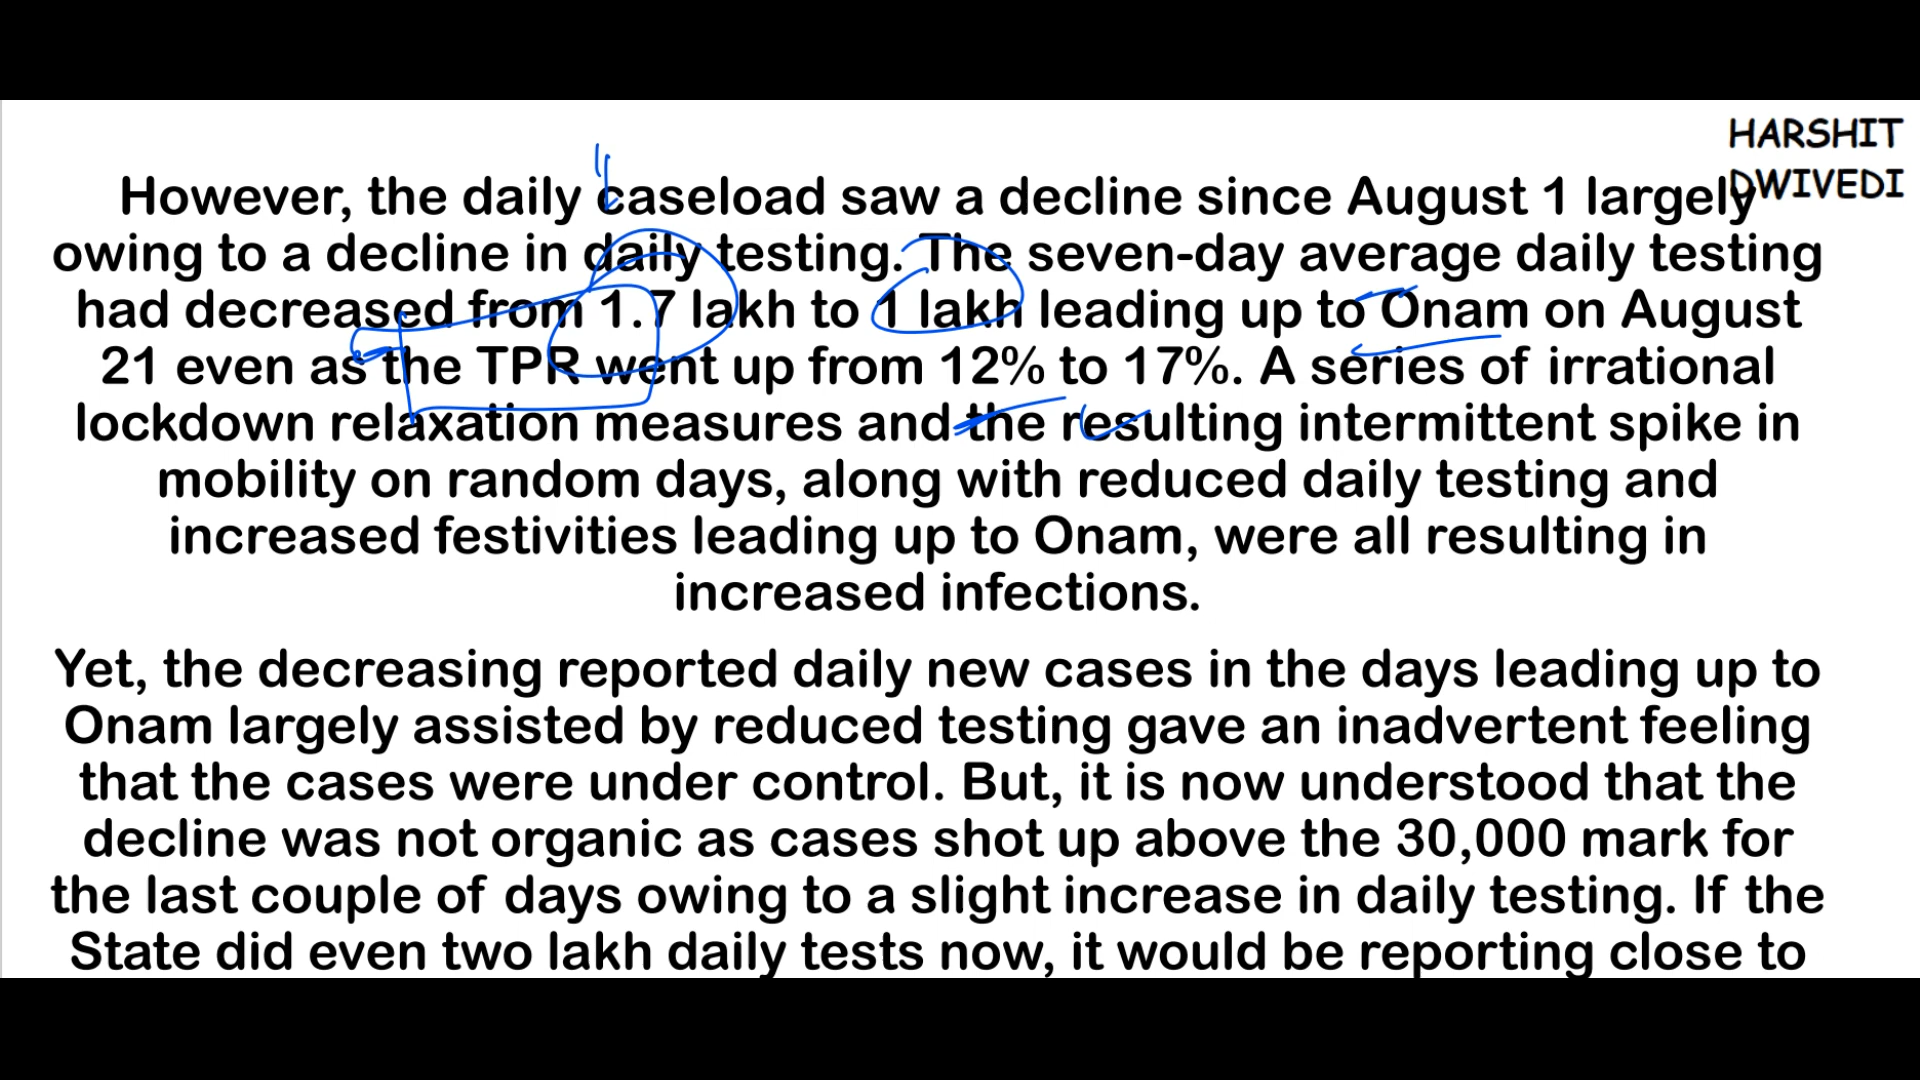 HARSHIT
DWIVEDI
However, the daily caseload saw a decline since August 1 largely
owing to a decline in daily testing. The seven-day average daily testing
had decreased from 1.7 lakh to 1 lakh leading up to Onam on August
21 even as the TPR went up from 12% to 17%. A series of irrational
lockdown relaxation measures and the resulting intermittent spike in
mobility on random days, along with reduced daily testing and
increased festivities leading up to Onam, were all resulting in
increased infections.
Yet, the decreasing reported daily new cases in the days leading up to
Onam largely assisted by reduced testing gave an inadvertent feeling
that the cases were under control. But, it is now understood that the
decline was not organic as cases shot up above the 30,000 mark for
the last couple of days owing to a slight increase in daily testing. If the
State did even two lakh daily tests now, it would be reporting close to